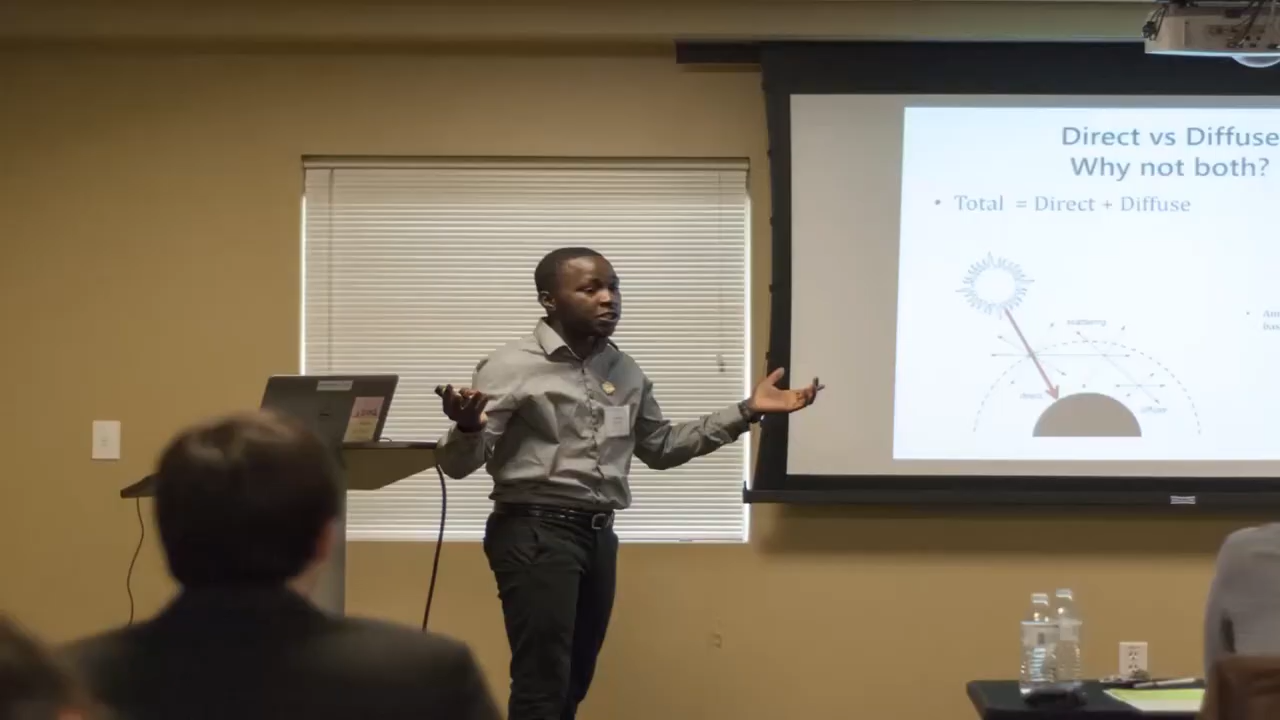 Direct vs Diffuse
Why not both?
• Total = Direct + Diffuse
scattering
direct
diffuse